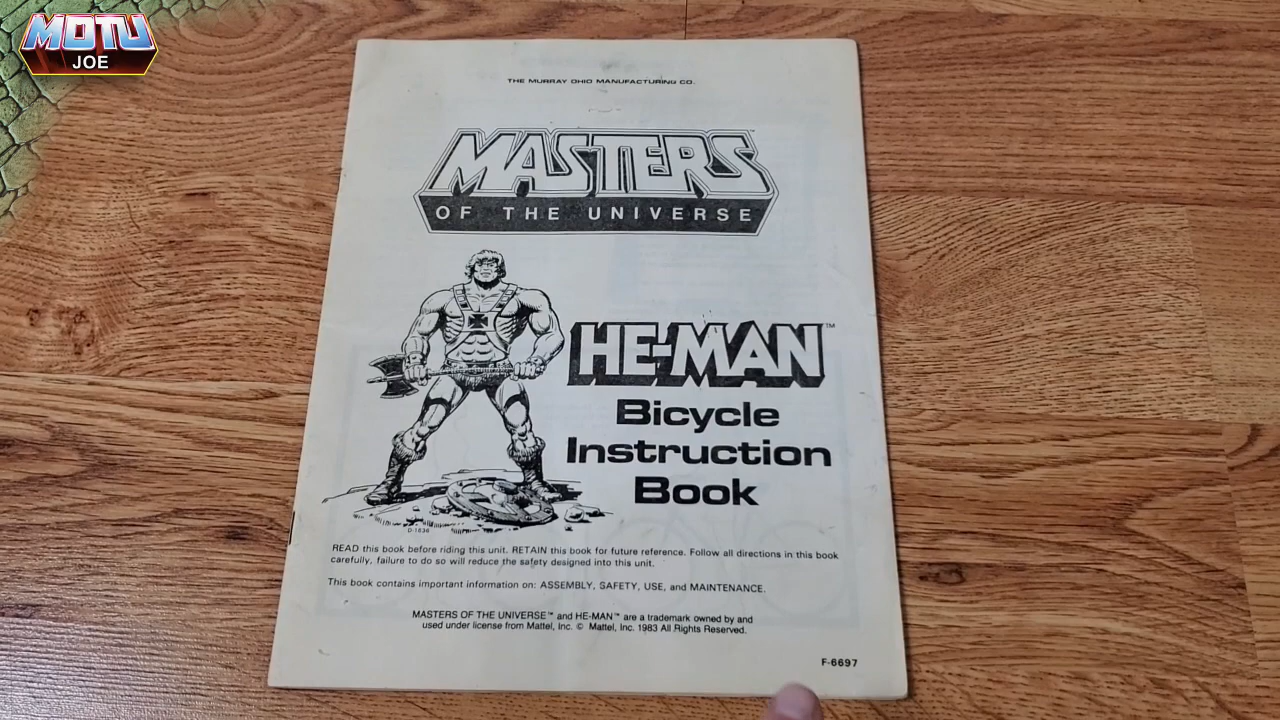 MOTU
JOE
THE MURRAY OHIO MANUFACTURING CO.
MASTERS
OF THE UNIVERSE
HE-MAN™
Bicycle
Instruction
Book
D-1636
READ this book before riding this unit. RETAIN this book for future reference. Follow all directions in this book
carefully, failure to do so will reduce the safety designed into this unit.
This book contains important information on: ASSEMBLY, SAFETY, USE, and MAINTENANCE.
MASTERS OF THE UNIVERSE™ and HE-MAN™ are a trademark owned by and
used under license from Mattel, Inc. © Mattel, Inc. 1983 All Rights Reserved.
F-6697